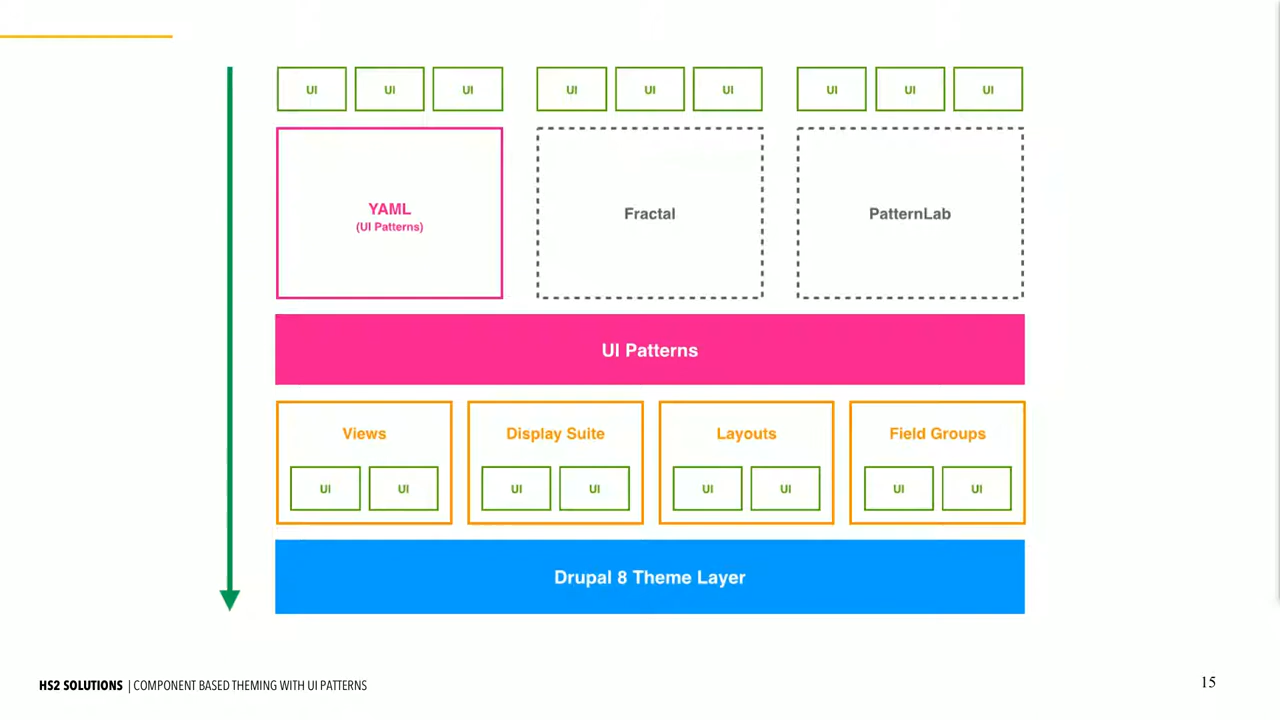 UI UI UI UI UI UI UI UI UI
YAML
(UI Patterns)
Fractal
PatternLab
UI Patterns
Views Display Suite Layouts Field Groups
UI UI UI UI UI UI UI UI
Drupal 8 Theme Layer
HS2 SOLUTIONS | COMPONENT BASED THEMING WITH UI PATTERNS
15